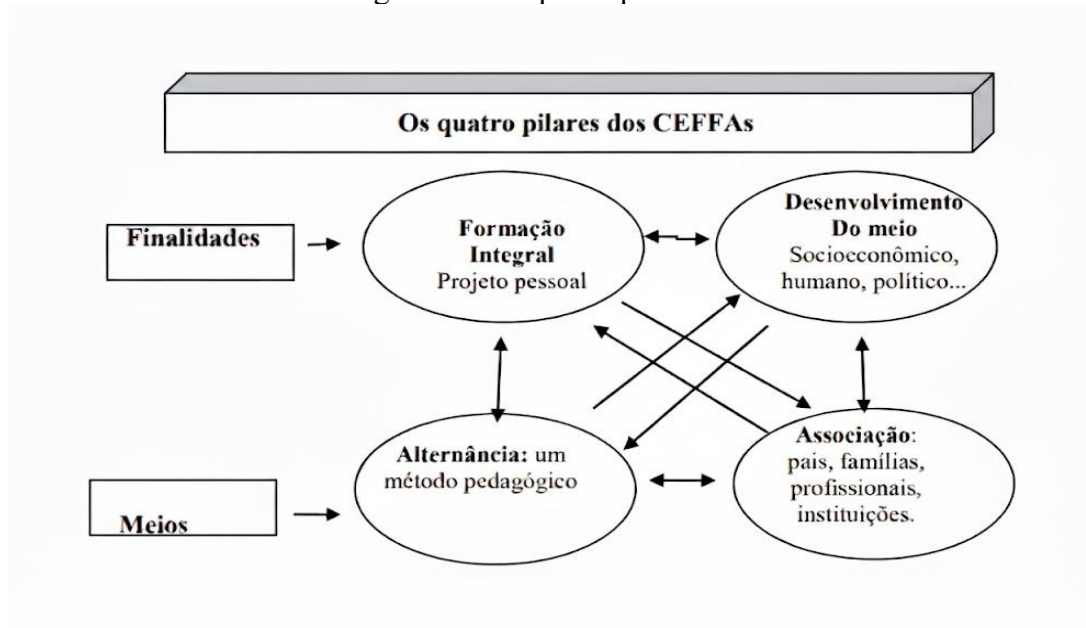 Os quatro pilares dos CEFFAs
Finalidades
Formação
Integral
Projeto pessoal
Desenvolvimento
Do meio
Socioeconômico,
humano, político...
Meios
Alternância: um
método pedagógico
Associação:
pais, famílias,
profissionais,
instituições.